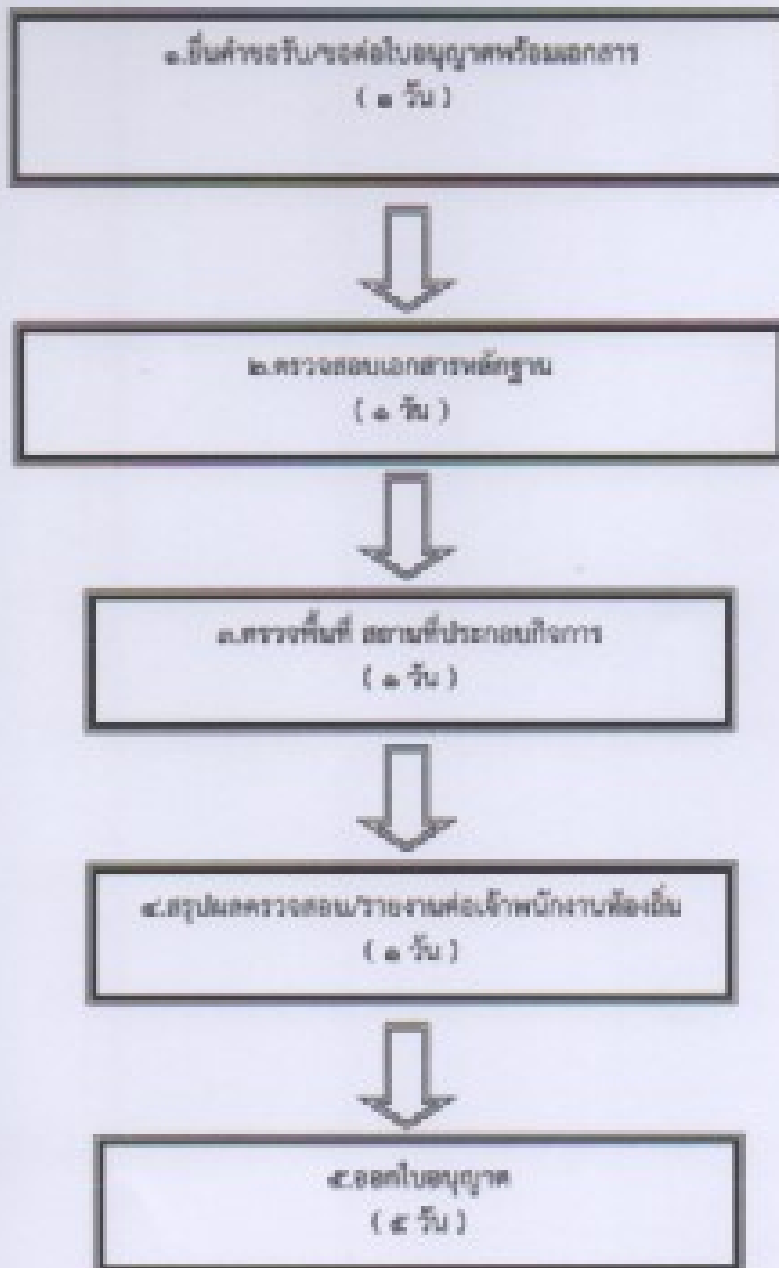 ๑.ยื่นคำขอรับ/ขอต่อใบอนุญาตพร้อมเอกสาร
( ๑ วัน )
๒.ตรวจสอบเอกสารหลักฐาน
( ๑ วัน )
๓.ตรวจพื้นที่ สถานที่ประกอบกิจการ
( ๑ วัน )
๔.สรุปผลตรวจสอบ/รายงานต่อเจ้าพนักงานท้องถิ่น
( ๑ วัน )
๕.ออกใบอนุญาต
( ๕ วัน )